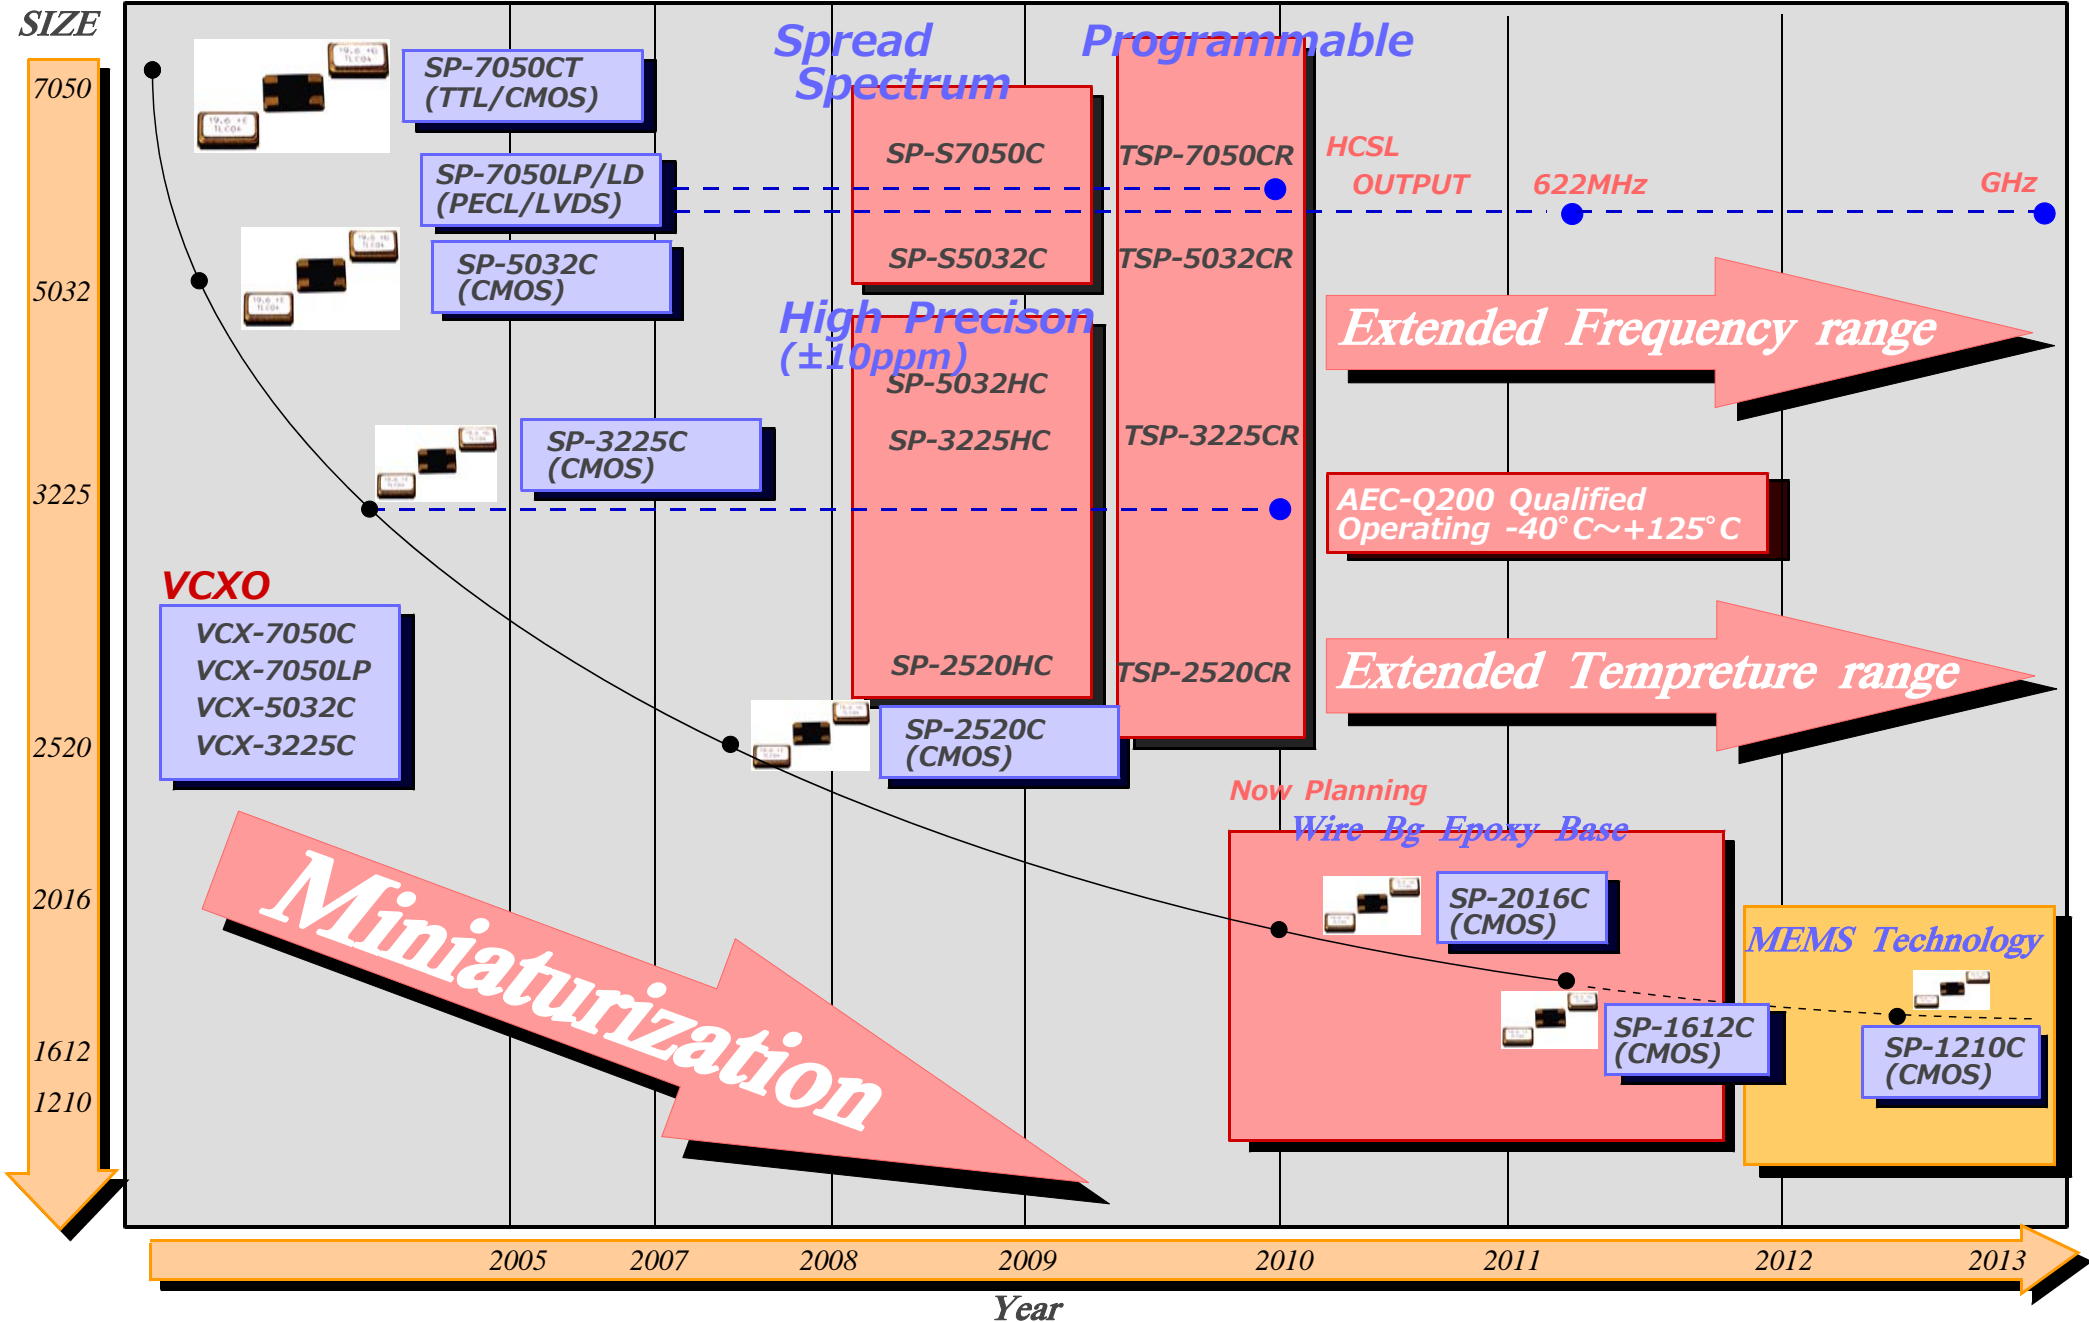 SIZE
7050
5032
3225
2520
2016
1612
1210
SP-7050CT
(TTL/CMOS)
SP-7050LP/LD
(PECL/LVDS)
SP-5032C
(CMOS)
SP-3225C
(CMOS)
VCXO
VCX-7050C
VCX-7050LP
VCX-5032C
VCX-3225C
Miniaturization
Spread
Spectrum
SP-S7050C
SP-S5032C
High Precison
(±10ppm)
SP-5032HC
SP-3225HC
SP-2520HC
SP-2520C
(CMOS)
Programmable
TSP-7050CR
TSP-5032CR
TSP-3225CR
TSP-2520CR
HCSL
OUTPUT
622MHz
GHz
Extended Frequency range
AEC-Q200 Qualified
Operating -40°C～+125°C
Extended Tempreture range
Now Planning
Wire Bg Epoxy Base
SP-2016C
(CMOS)
SP-1612C
(CMOS)
MEMS Technology
SP-1210C
(CMOS)
2005
2007
2008
2009
2010
2011
2012
2013
Year